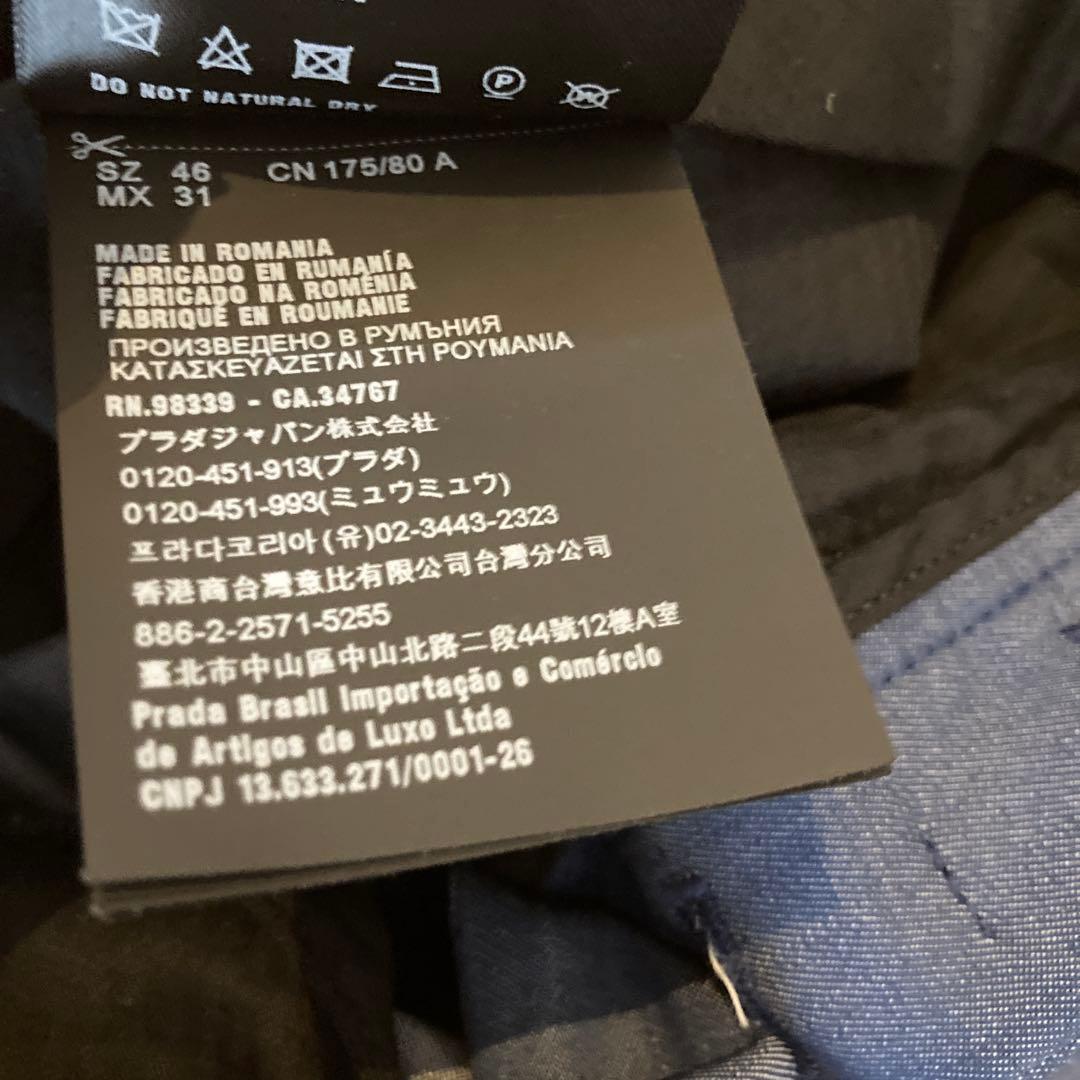 DO NOT NATURAL DRY
SZ 46 CN 175/80 A
MX 31
MADE IN ROMANIA
FABRICADO EN RUMANÍA
FABRICADO NA ROMÊNIA
FABRIQUÉ EN ROUMANIE
ПРОИЗВЕДЕНО В РУМЪНИЯ
ΚΑΤΑΣΚΕΥΑΖΕΤΑΙ ΣΤΗ ΡΟΥΜΑΝΙΑ
RN.98339 - CA.34767
プラダジャパン株式会社
0120-451-913(プラダ)
0120-451-993(ミュウミュウ)
프라다코리아(유)02-3443-2323
香港商台灣意比有限公司台灣分公司
886-2-2571-5255
臺北市中山區中山北路二段44號12樓A室
Prada Brasil Importação e Comércio
de Artigos de Luxo Ltda
CNPJ 13.633.271/0001-26